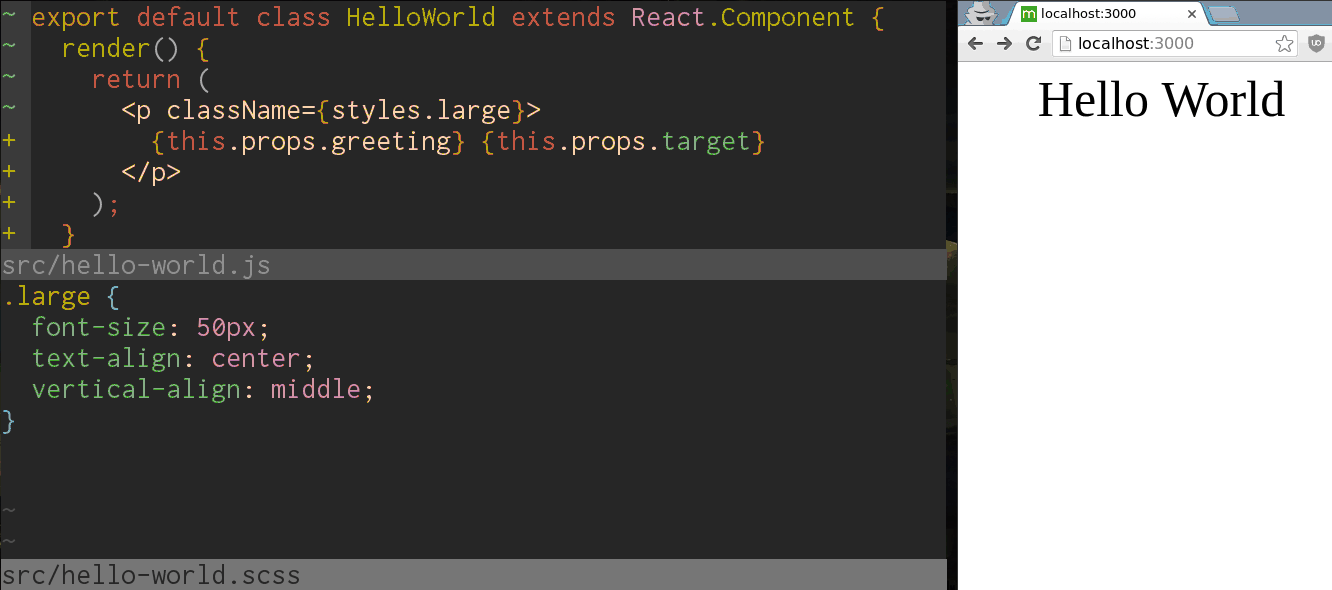 ~ export default class HelloWorld extends React.Component {
~   render() {
~     return (
~       <p className={styles.large}>
+         {this.props.greeting} {this.props.target}
+       </p>
+     );
+   }
src/hello-world.js
.large {
  font-size: 50px;
  text-align: center;
  vertical-align: middle;
}
~
~
src/hello-world.scss
m localhost:3000 ×
localhost:3000
Hello World